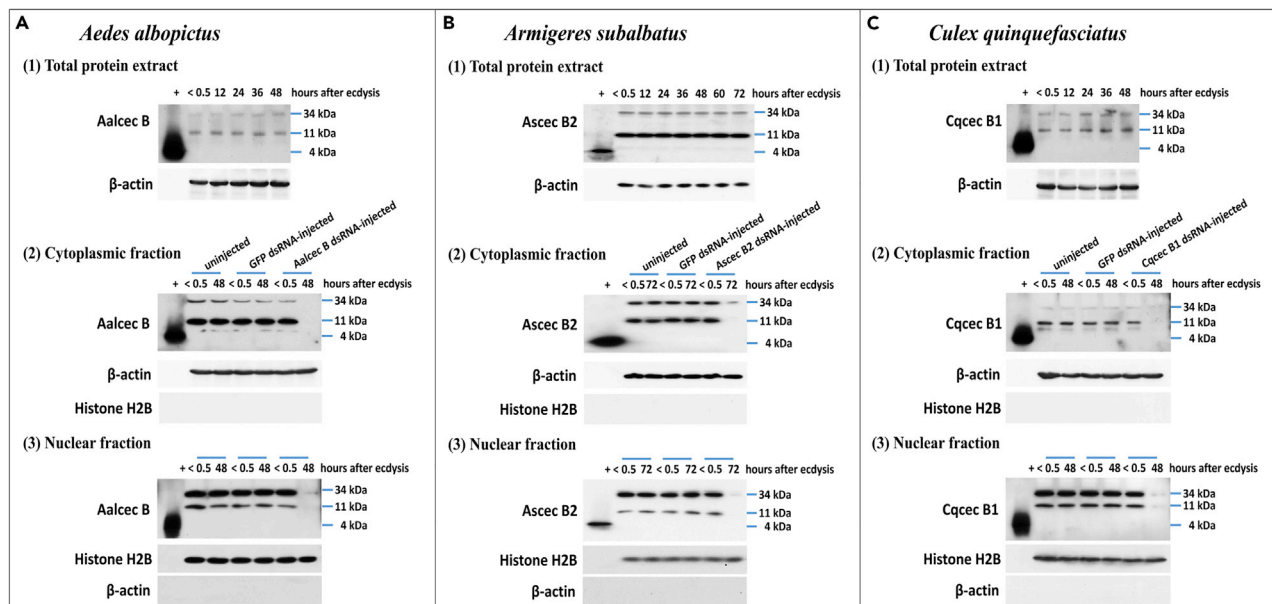 A
Aedes albopictus
(1) Total protein extract
+ < 0.5 12 24 36 48 hours after ecdysis
Aalcec B
34 kDa
11 kDa
4 kDa
β-actin
uninjected
GFP dsRNA-injected
Aalcec B dsRNA-injected
(2) Cytoplasmic fraction
+ < 0.5 48 < 0.5 48 < 0.5 48 hours after ecdysis
34 kDa
Aalcec B
11 kDa
4 kDa
β-actin
Histone H2B
(3) Nuclear fraction
+ < 0.5 48 < 0.5 48 < 0.5 48 hours after ecdysis
34 kDa
Aalcec B
11 kDa
4 kDa
Histone H2B
β-actin
B
Armigeres subalbatus
(1) Total protein extract
+ < 0.5 12 24 36 48 60 72 hours after ecdysis
34 kDa
Ascec B2
11 kDa
4 kDa
β-actin
uninjected
GFP dsRNA-injected
Ascec B2 dsRNA-injected
(2) Cytoplasmic fraction
+ < 0.5 72 < 0.5 72 < 0.5 72 hours after ecdysis
34 kDa
Ascec B2
11 kDa
4 kDa
β-actin
Histone H2B
(3) Nuclear fraction
+ < 0.5 72 < 0.5 72 < 0.5 72 hours after ecdysis
34 kDa
Ascec B2
11 kDa
4 kDa
Histone H2B
β-actin
C
Culex quinquefasciatus
(1) Total protein extract
+ < 0.5 12 24 36 48 hours after ecdysis
34 kDa
Cqcec B1
11 kDa
4 kDa
β-actin
uninjected
GFP dsRNA-injected
Cqcec B1 dsRNA-injected
(2) Cytoplasmic fraction
+ < 0.5 48 < 0.5 48 < 0.5 48 hours after ecdysis
34 kDa
Cqcec B1
11 kDa
4 kDa
β-actin
Histone H2B
(3) Nuclear fraction
+ < 0.5 48 < 0.5 48 < 0.5 48 hours after ecdysis
34 kDa
Cqcec B1
11 kDa
4 kDa
Histone H2B
β-actin